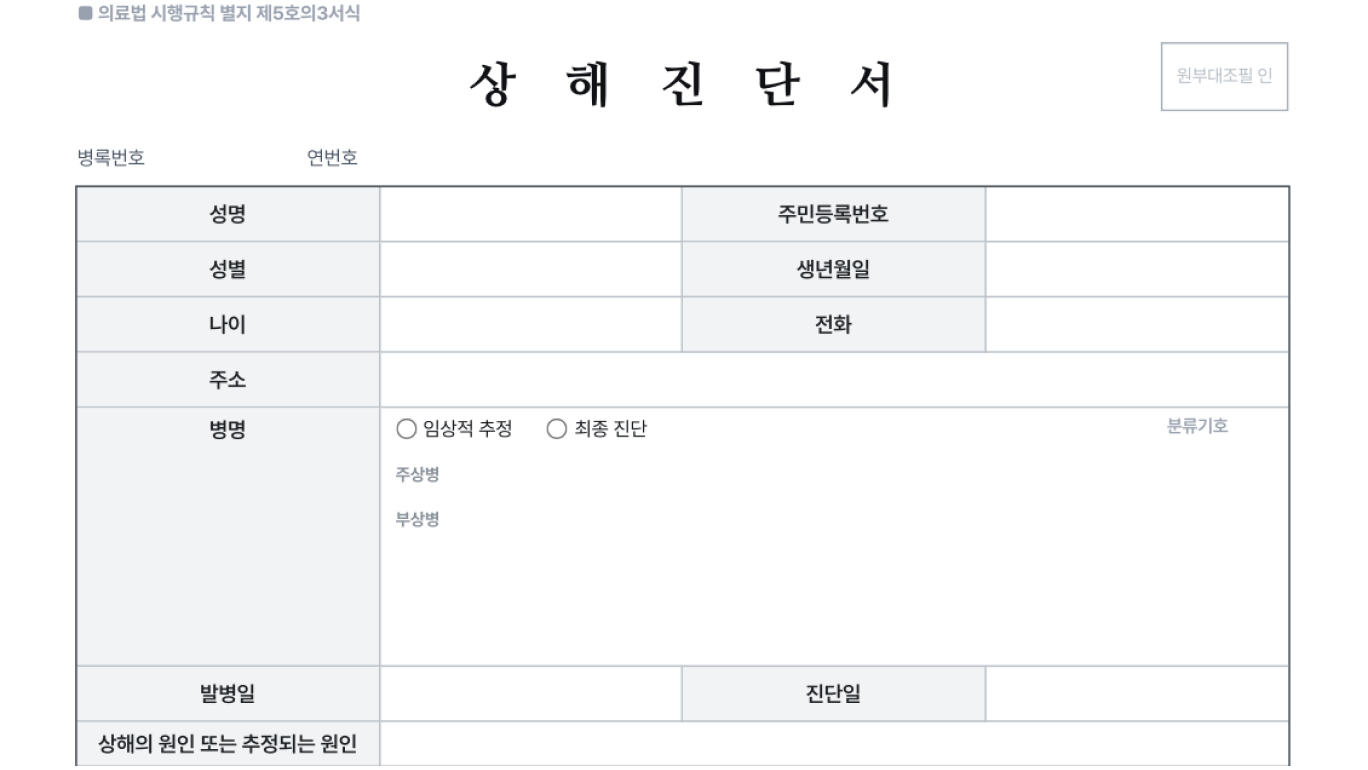 ■ 의료법 시행규칙 별지 제5호의3서식
상 해 진 단 서
원부대조필 인
병록번호 연번호
성명 주민등록번호
성별 생년월일
나이 전화
주소
병명 임상적 추정 최종 진단 분류기호
주상병
부상병
발병일 진단일
상해의 원인 또는 추정되는 원인